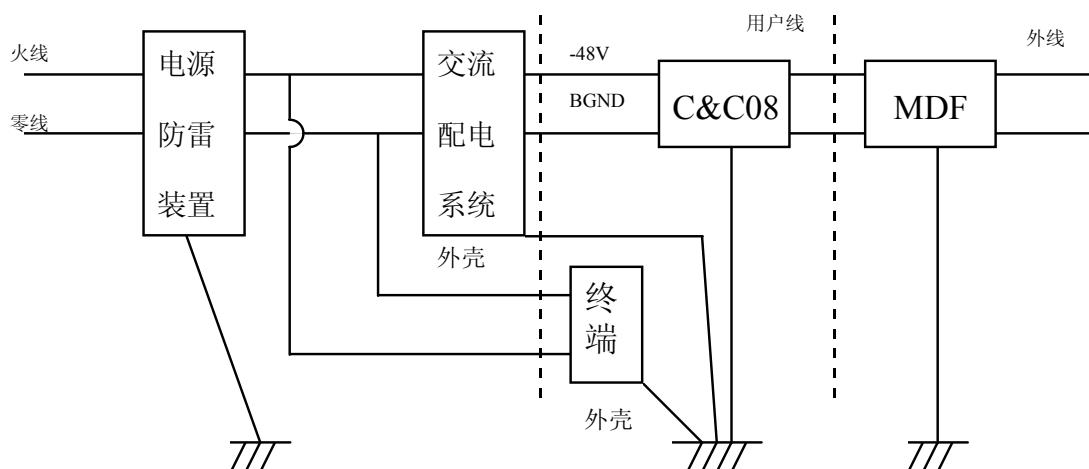 火线
零线
电源
防雷
装置
交流
配电
系统
外壳
-48V
BGND
用户线
C&C08
MDF
外线
终
端
外壳